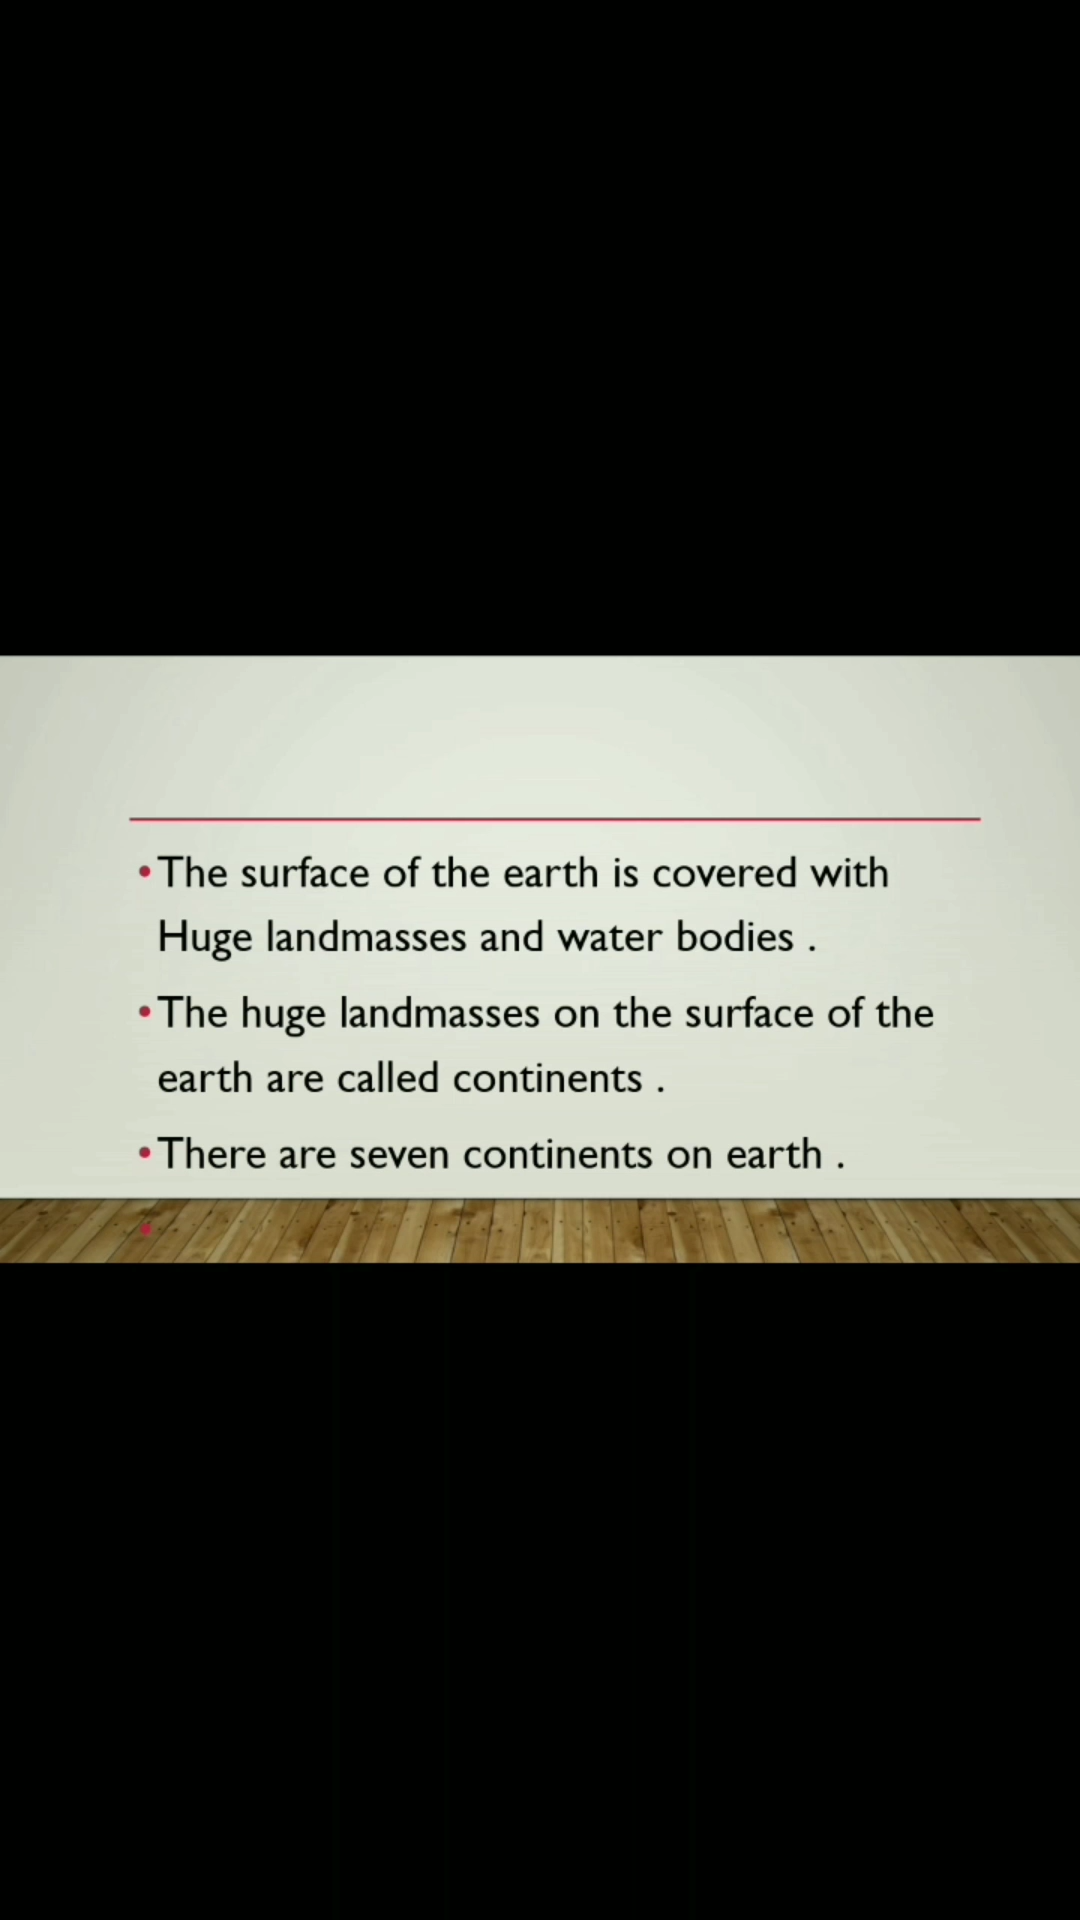 •The surface of the earth is covered with
Huge landmasses and water bodies .
•The huge landmasses on the surface of the
earth are called continents .
•There are seven continents on earth .
•